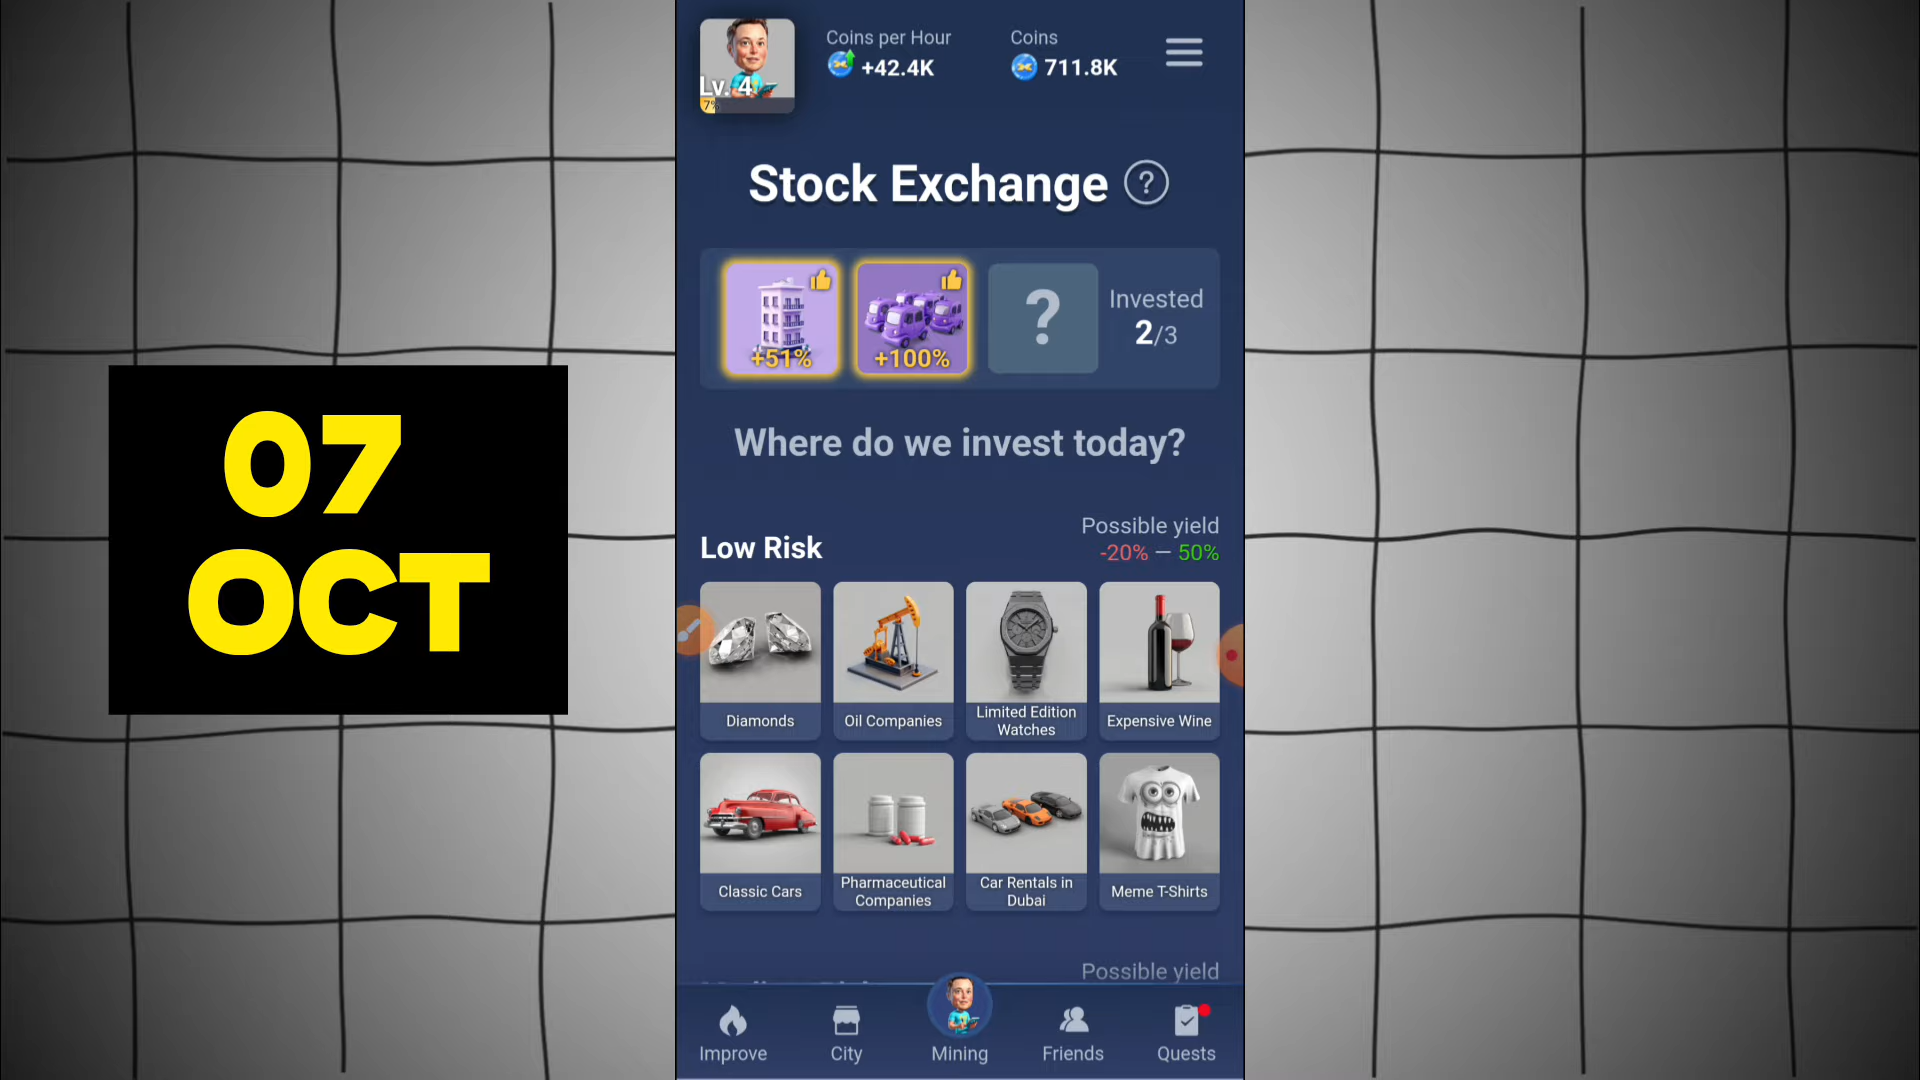 07
OCT
Coins per Hour
+42.4K
Coins
711.8K
Lv. 4
7%
Stock Exchange ?
+51%
+100%
?
Invested
2/3
Where do we invest today?
Low Risk
Possible yield
-20% — 50%
Diamonds
Oil Companies
Limited Edition
Watches
Expensive Wine
Classic Cars
Pharmaceutical
Companies
Car Rentals in
Dubai
Meme T-Shirts
Possible yield
Improve
City
Mining
Friends
Quests